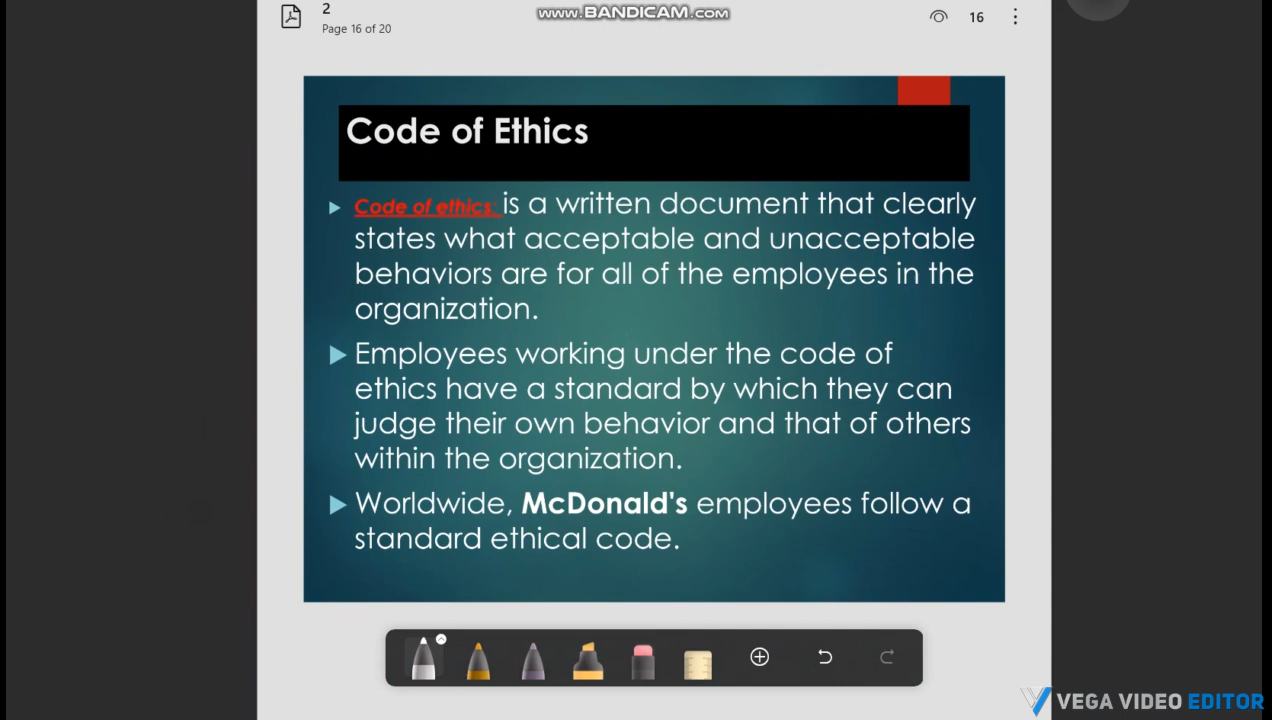 2
Page 16 of 20
www.BANDICAM.com
16
Code of Ethics
Code of ethics: is a written document that clearly
states what acceptable and unacceptable
behaviors are for all of the employees in the
organization.
Employees working under the code of
ethics have a standard by which they can
judge their own behavior and that of others
within the organization.
Worldwide, McDonald's employees follow a
standard ethical code.
VEGA VIDEO EDITOR